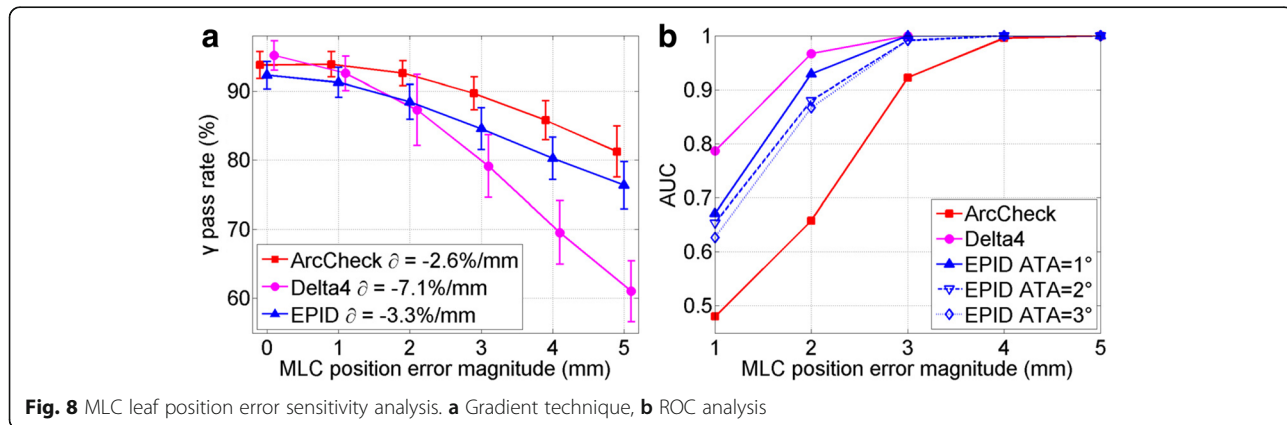 a
γ pass rate (%)
90
80
70
60
ArcCheck ∂̂ = -2.6%/mm
Delta4 ∂̂ = -7.1%/mm
EPID ∂̂ = -3.3%/mm
0 1 2 3 4 5
MLC position error magnitude (mm)
b
AUC
1
0.9
0.8
0.7
0.6
0.5
ArcCheck
Delta4
EPID ATA=1°
EPID ATA=2°
EPID ATA=3°
1 2 3 4 5
MLC position error magnitude (mm)
Fig. 8 MLC leaf position error sensitivity analysis. a Gradient technique, b ROC analysis